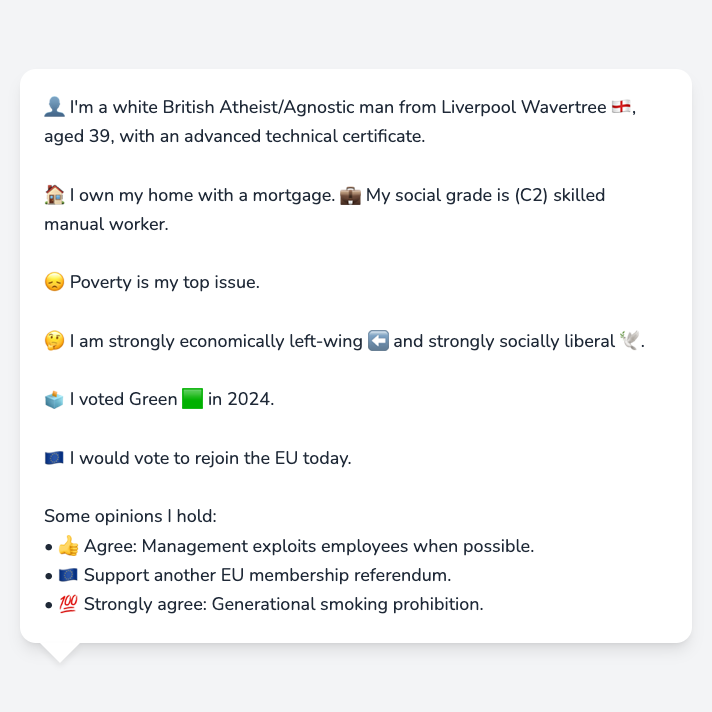 👤 I'm a white British Atheist/Agnostic man from Liverpool Wavertree 🏴󠁧󠁢󠁥󠁮󠁧󠁿,
aged 39, with an advanced technical certificate.
🏠 I own my home with a mortgage. 💼 My social grade is (C2) skilled
manual worker.
😞 Poverty is my top issue.
🤔 I am strongly economically left-wing ⬅️ and strongly socially liberal 🕊️.
🗳️ I voted Green 🟩 in 2024.
🇪🇺 I would vote to rejoin the EU today.
Some opinions I hold:
• 👍 Agree: Management exploits employees when possible.
• 🇪🇺 Support another EU membership referendum.
• 💯 Strongly agree: Generational smoking prohibition.